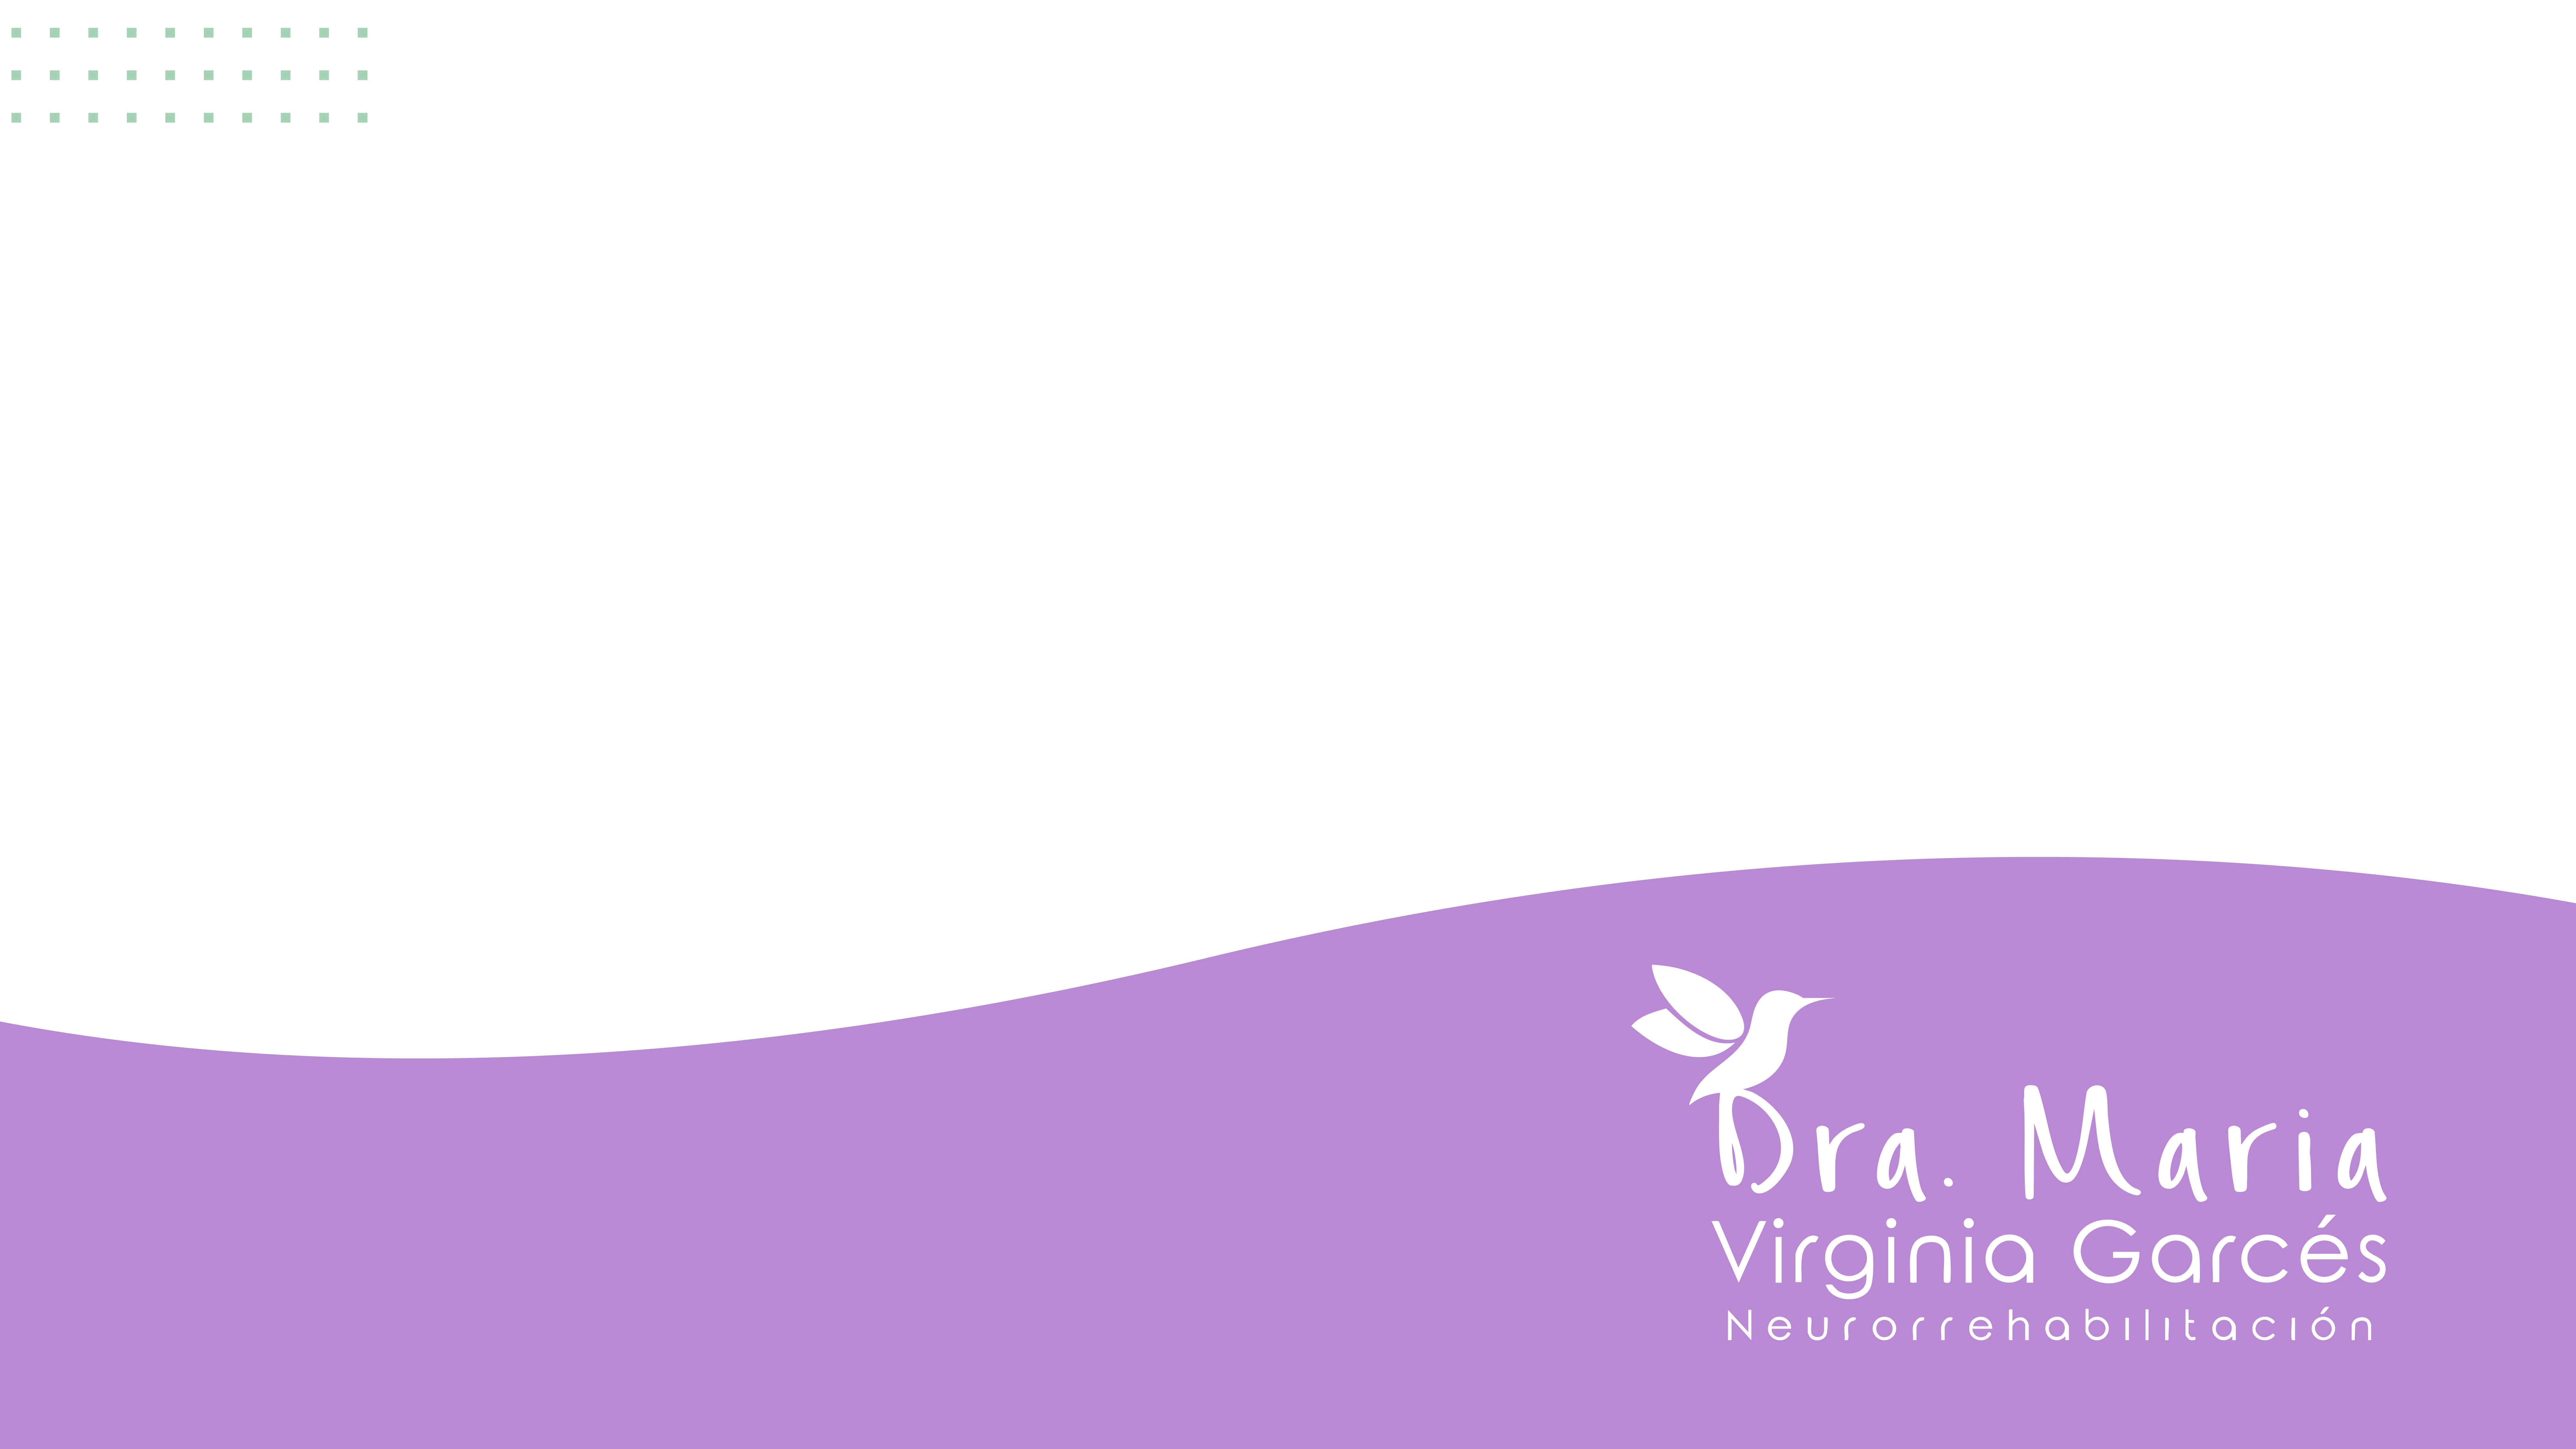 Dra. Maria
Virginia Garcés
Neurorrehabilitación